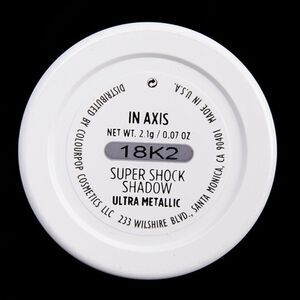 IN AXIS
NET WT. 2.1g / 0.07 OZ
18K2
SUPER SHOCK
SHADOW
ULTRA METALLIC
DISTRIBUTED BY COLOURPOP COSMETICS LLC 233 WILSHIRE BLVD., SANTA MONICA, CA 90401 MADE IN U.S.A.